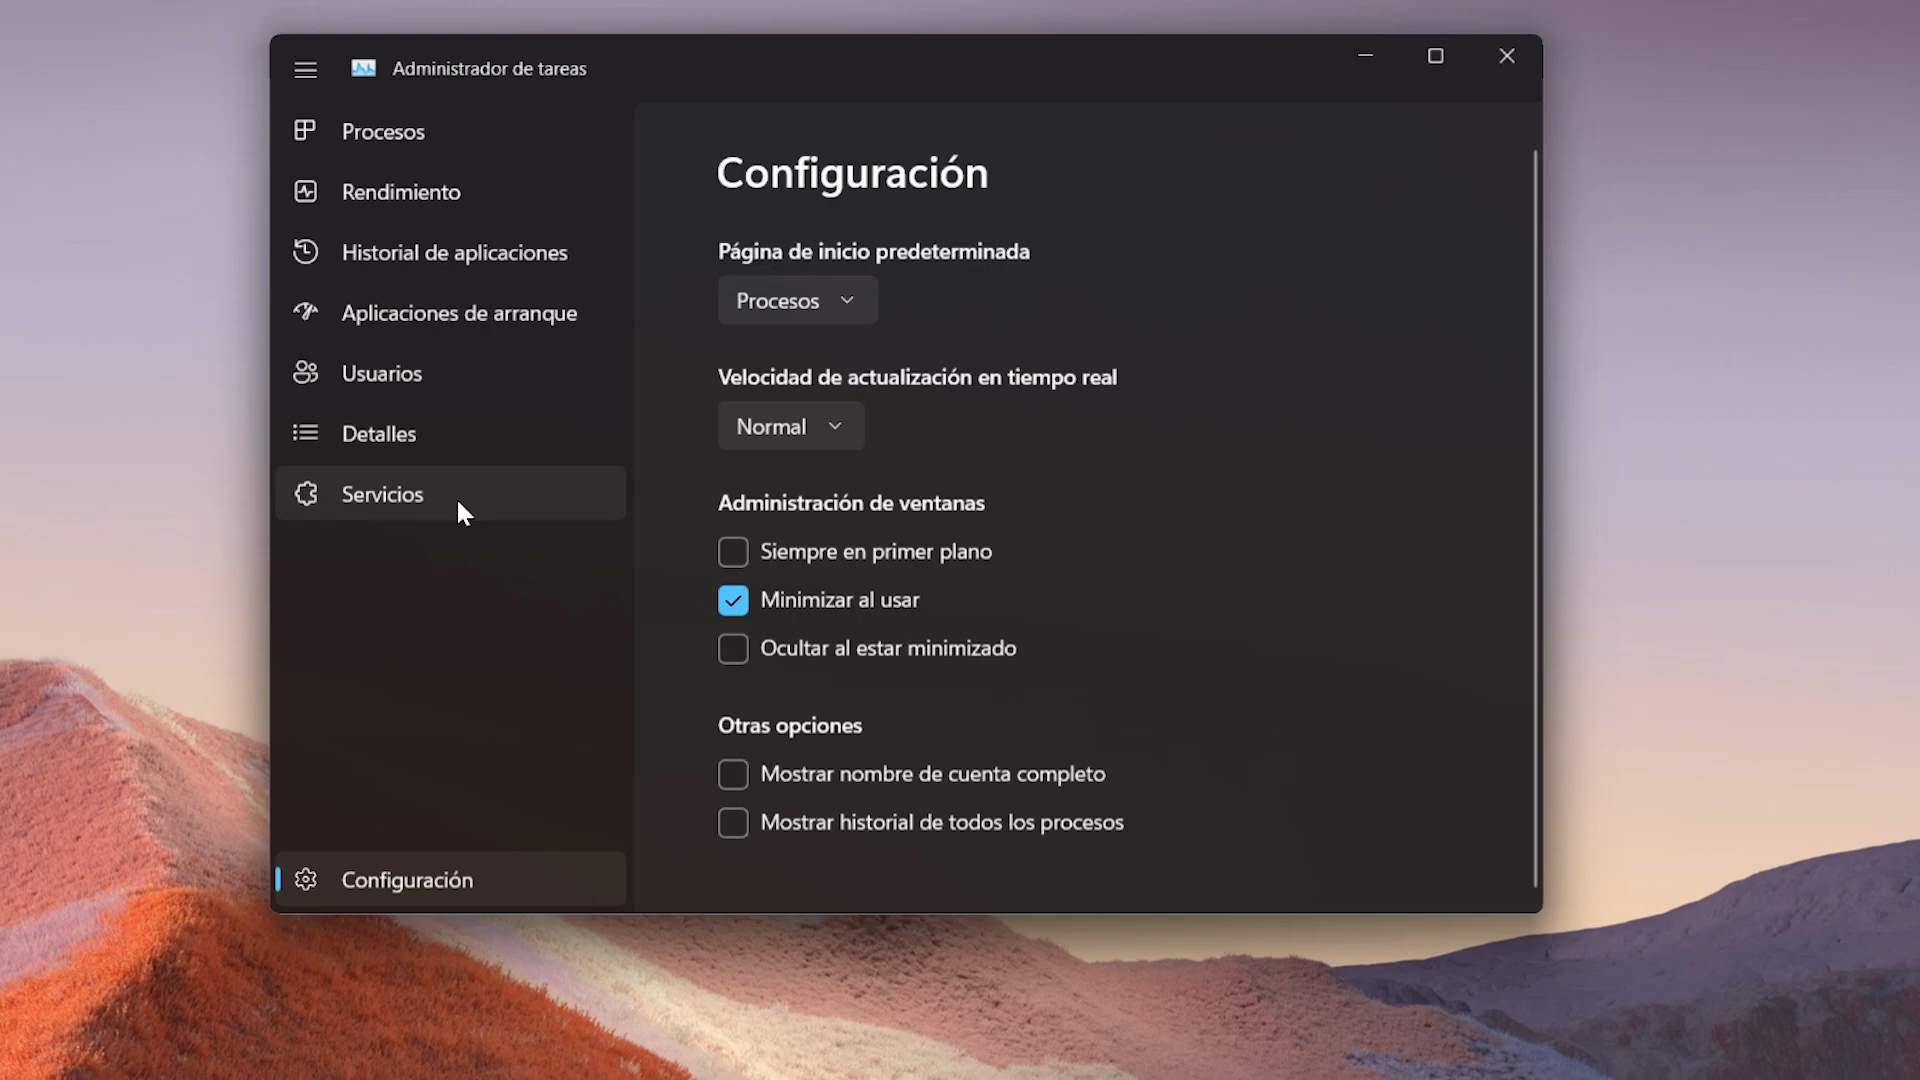 Administrador de tareas
Procesos
Rendimiento
Historial de aplicaciones
Aplicaciones de arranque
Usuarios
Detalles
Servicios
Configuración
Configuración
Página de inicio predeterminada
Procesos
Velocidad de actualización en tiempo real
Normal
Administración de ventanas
Siempre en primer plano
Minimizar al usar
Ocultar al estar minimizado
Otras opciones
Mostrar nombre de cuenta completo
Mostrar historial de todos los procesos